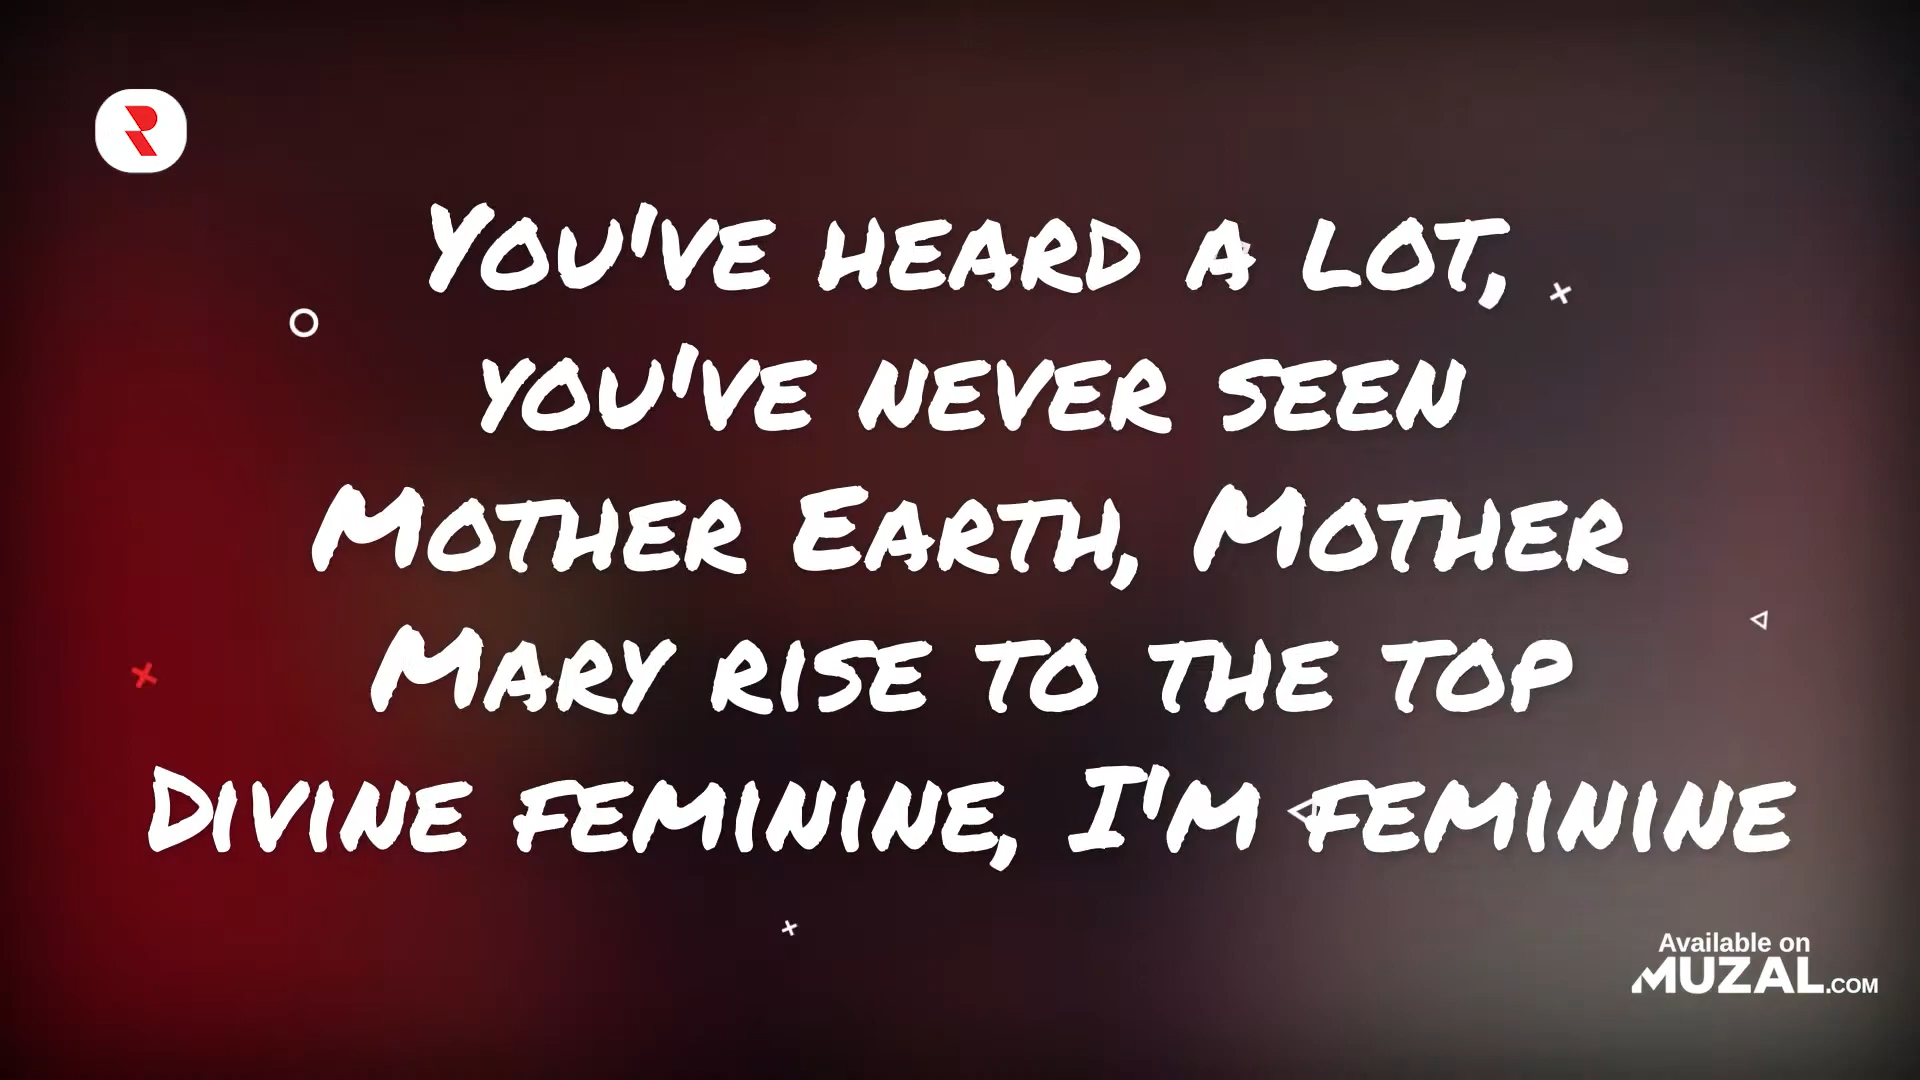 You've heard a lot,
you've never seen
Mother Earth, Mother
Mary rise to the top
Divine feminine, I'm feminine
Available on
MUZAL.COM